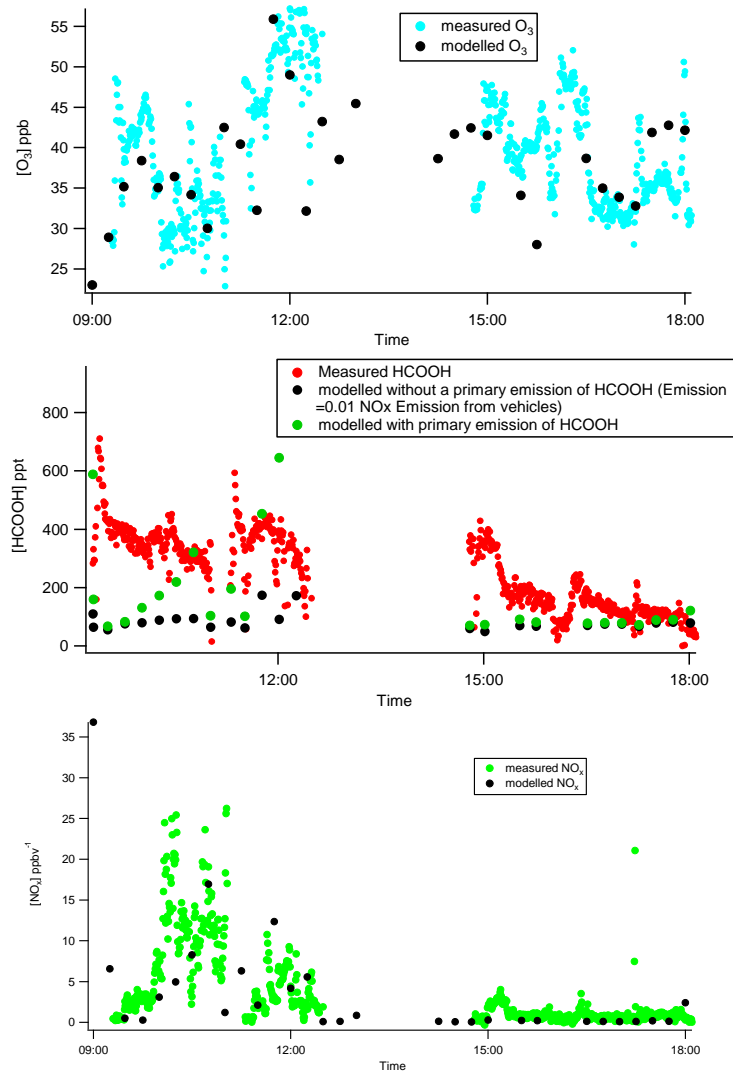 measured O3
modelled O3
[O3] ppb
55
50
45
40
35
30
25
09:00 12:00 15:00 18:00
Time
Measured HCOOH
modelled without a primary emission of HCOOH (Emission
=0.01 NOx Emission from vehicles)
modelled with primary emission of HCOOH
[HCOOH] ppt
800
600
400
200
0
12:00 15:00 18:00
Time
measured NOx
modelled NOx
[NOx] ppbv-1
35
30
25
20
15
10
5
0
09:00 12:00 15:00 18:00
Time